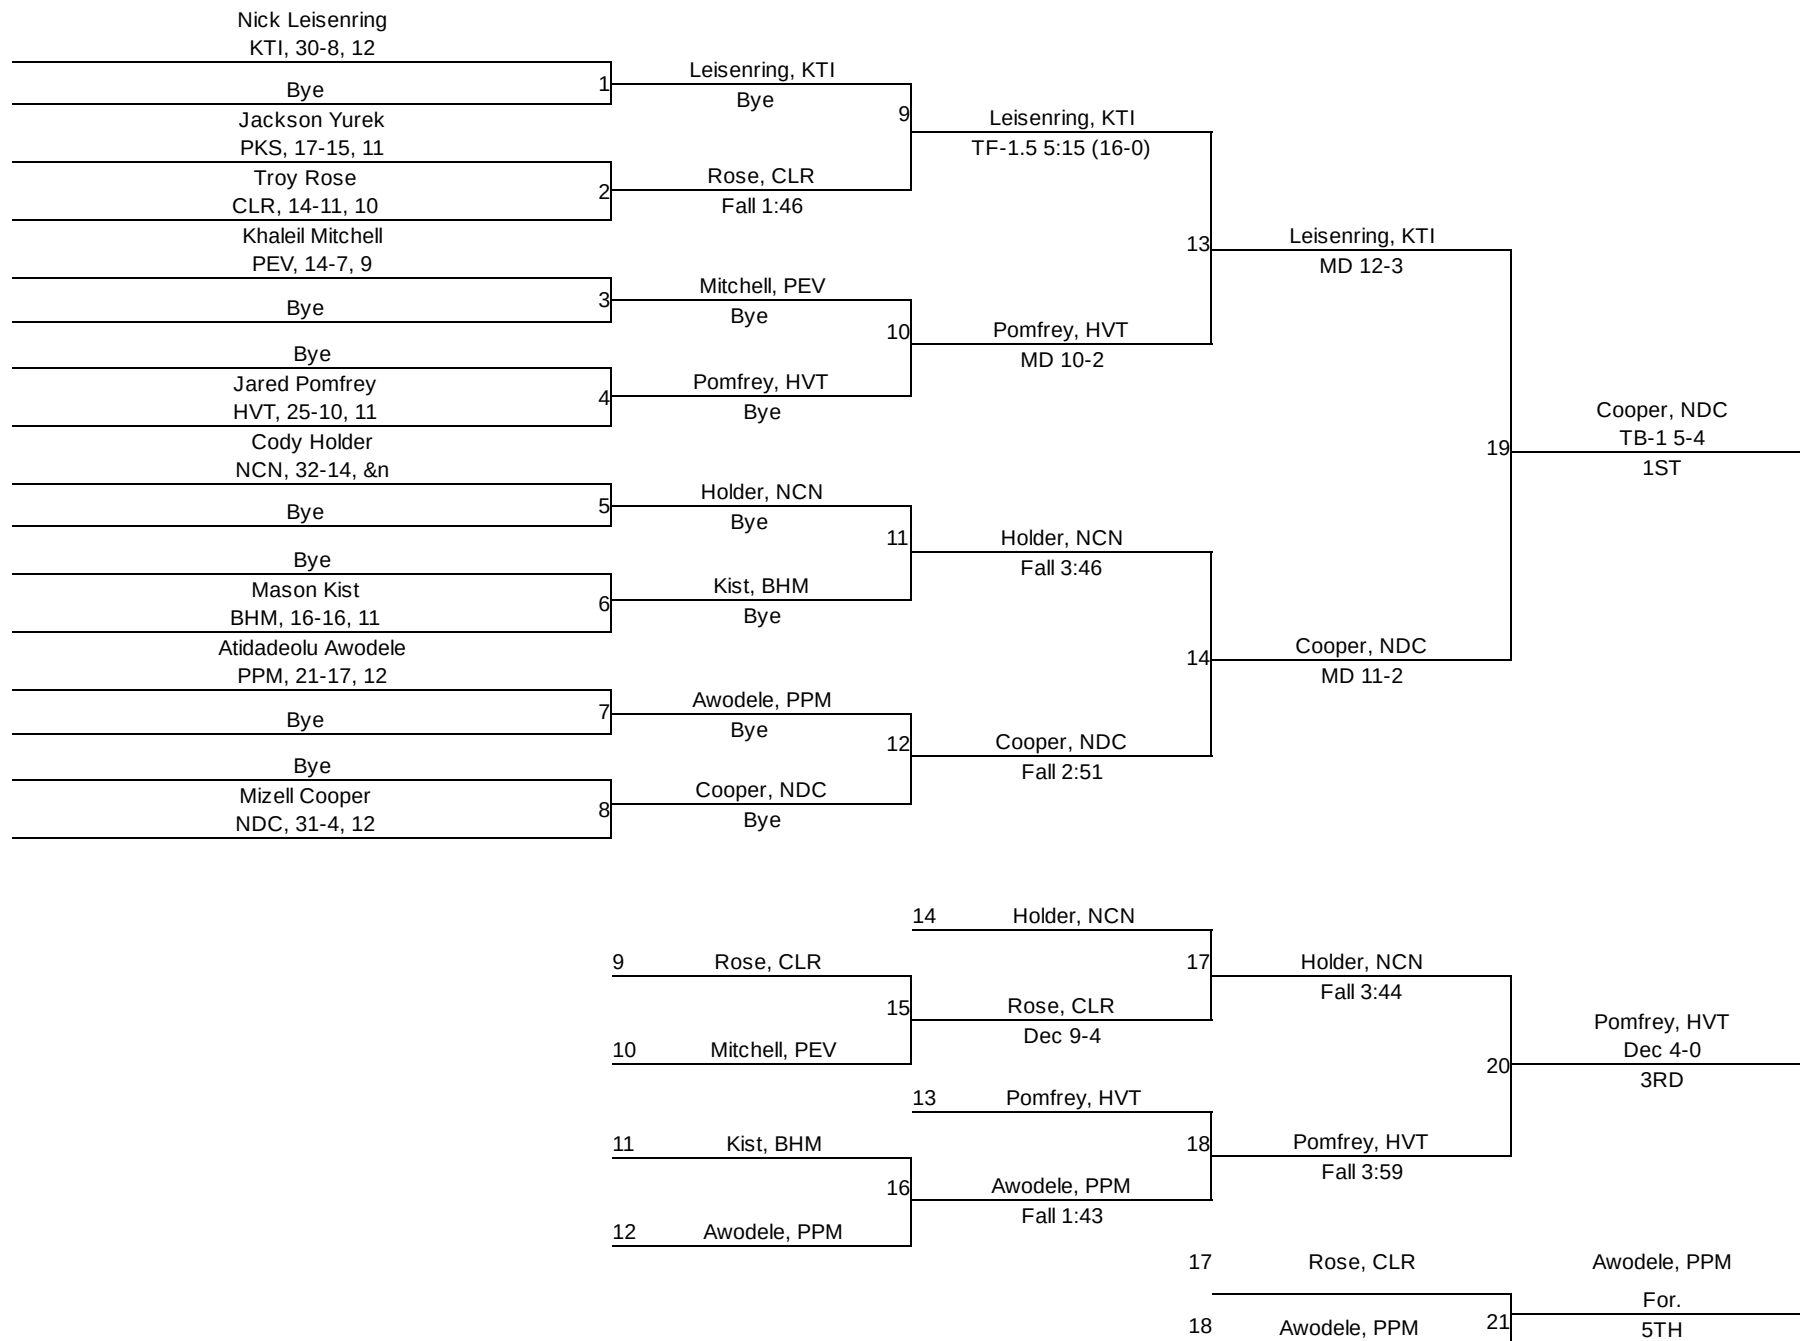 Nick Leisenring
KTI, 30-8, 12
Bye
1
Jackson Yurek
PKS, 17-15, 11
Troy Rose
CLR, 14-11, 10
2
Khaleil Mitchell
PEV, 14-7, 9
Bye
3
Bye
Jared Pomfrey
HVT, 25-10, 11
4
Cody Holder
NCN, 32-14, &n
Bye
5
Bye
Mason Kist
BHM, 16-16, 11
6
Atidadeolu Awodele
PPM, 21-17, 12
Bye
7
Bye
Mizell Cooper
NDC, 31-4, 12
8
Leisenring, KTI
Bye
9
Rose, CLR
Fall 1:46
Mitchell, PEV
Bye
10
Pomfrey, HVT
Bye
Holder, NCN
Bye
11
Kist, BHM
Bye
Awodele, PPM
Bye
12
Cooper, NDC
Bye
Leisenring, KTI
TF-1.5 5:15 (16-0)
13
Pomfrey, HVT
MD 10-2
Holder, NCN
Fall 3:46
14
Cooper, NDC
Fall 2:51
Leisenring, KTI
MD 12-3
19
Cooper, NDC
MD 11-2
Cooper, NDC
TB-1 5-4
1ST
14 Holder, NCN
9 Rose, CLR
15
10 Mitchell, PEV
Rose, CLR
Dec 9-4
17
Holder, NCN
Fall 3:44
13 Pomfrey, HVT
11 Kist, BHM
16
12 Awodele, PPM
Awodele, PPM
Fall 1:43
18
Pomfrey, HVT
Fall 3:59
20
Pomfrey, HVT
Dec 4-0
3RD
17 Rose, CLR
18 Awodele, PPM
21
Awodele, PPM
For.
5TH